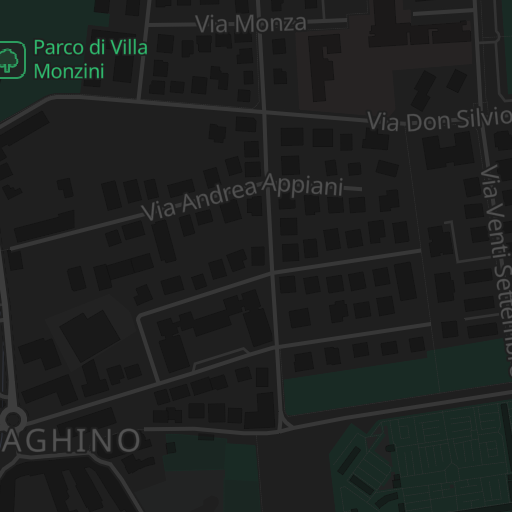 Via Monza
Parco di Villa
Monzini
Via Don Silvio
Via Andrea Appiani
Via Venti Settembre
AGHINO